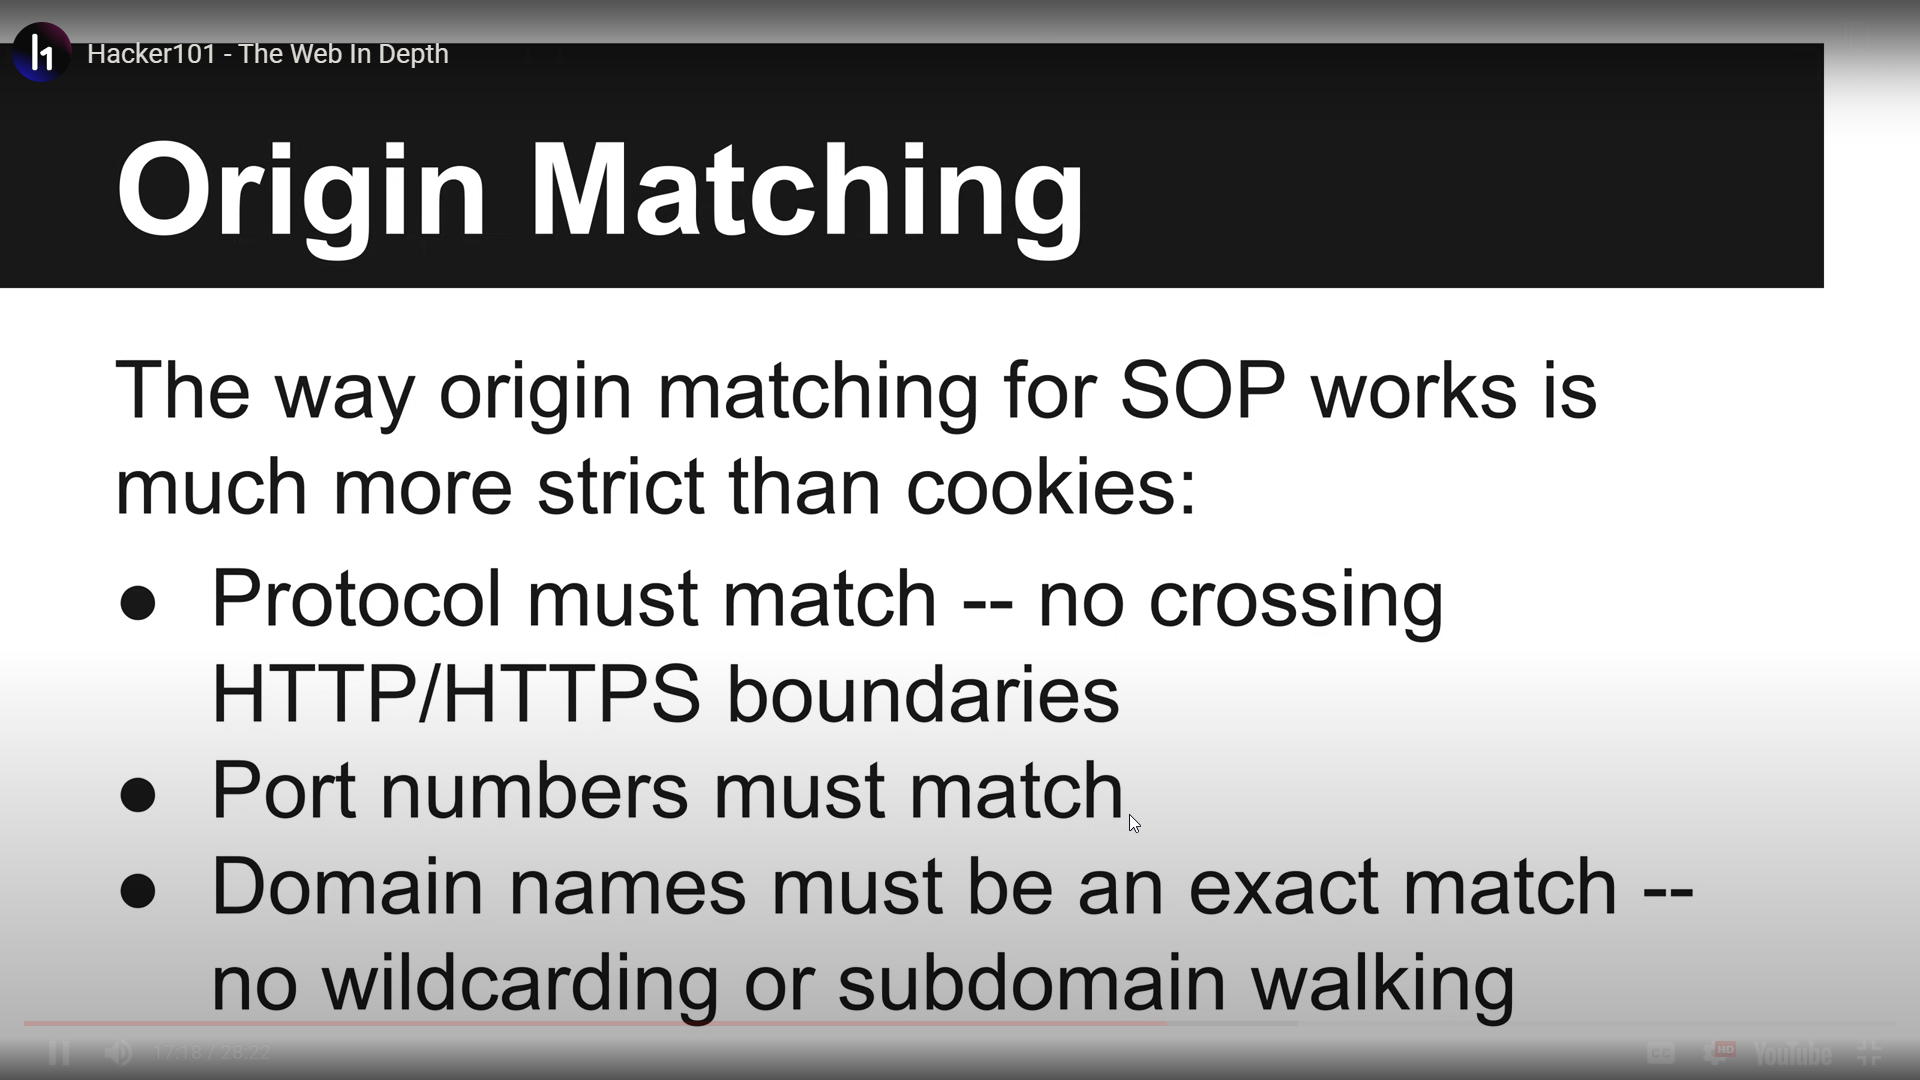 Hacker101 - The Web In Depth
Origin Matching
The way origin matching for SOP works is
much more strict than cookies:
● Protocol must match -- no crossing
HTTP/HTTPS boundaries
● Port numbers must match
● Domain names must be an exact match --
no wildcarding or subdomain walking
17:18 / 28:22
CC
HD
YouTube